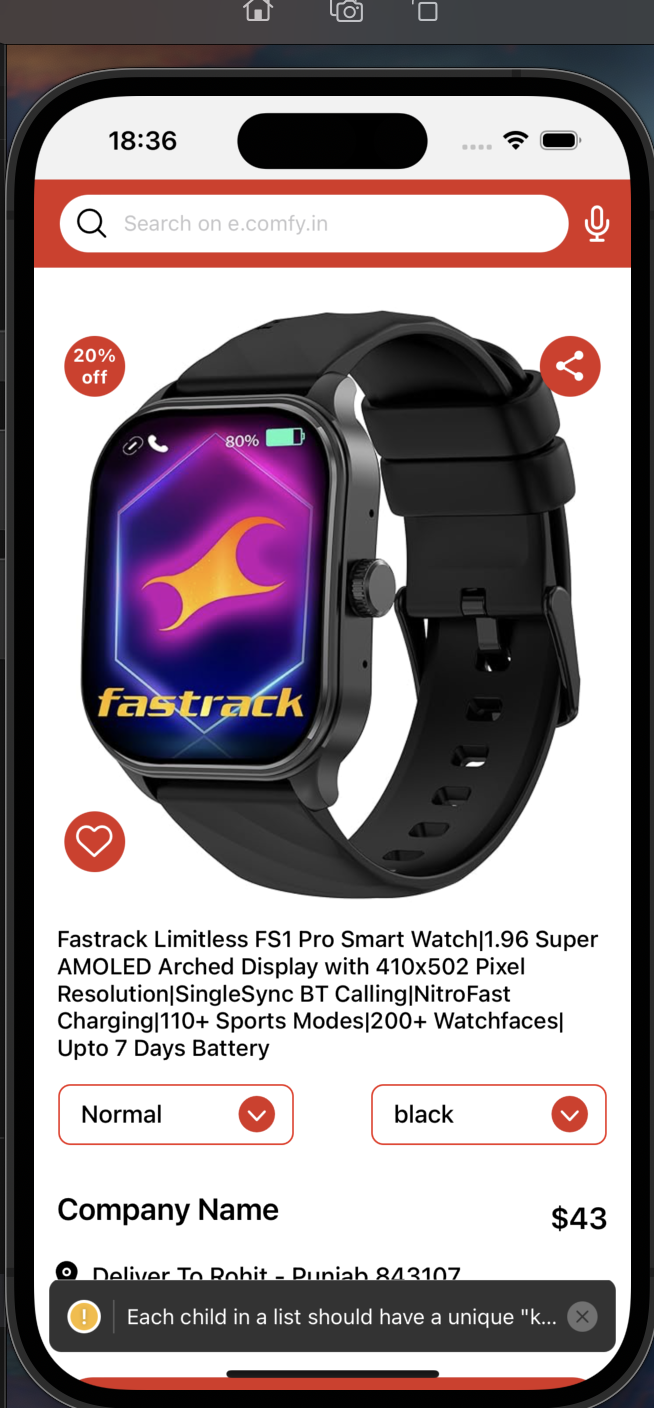 18:36
Search on e.comfy.in
20%
off
80%
fastrack
Fastrack Limitless FS1 Pro Smart Watch|1.96 Super
AMOLED Arched Display with 410x502 Pixel
Resolution|SingleSync BT Calling|NitroFast
Charging|110+ Sports Modes|200+ Watchfaces|
Upto 7 Days Battery
Normal
black
Company Name
$43
Deliver To Rohit - Punjab 843107
Each child in a list should have a unique "k...